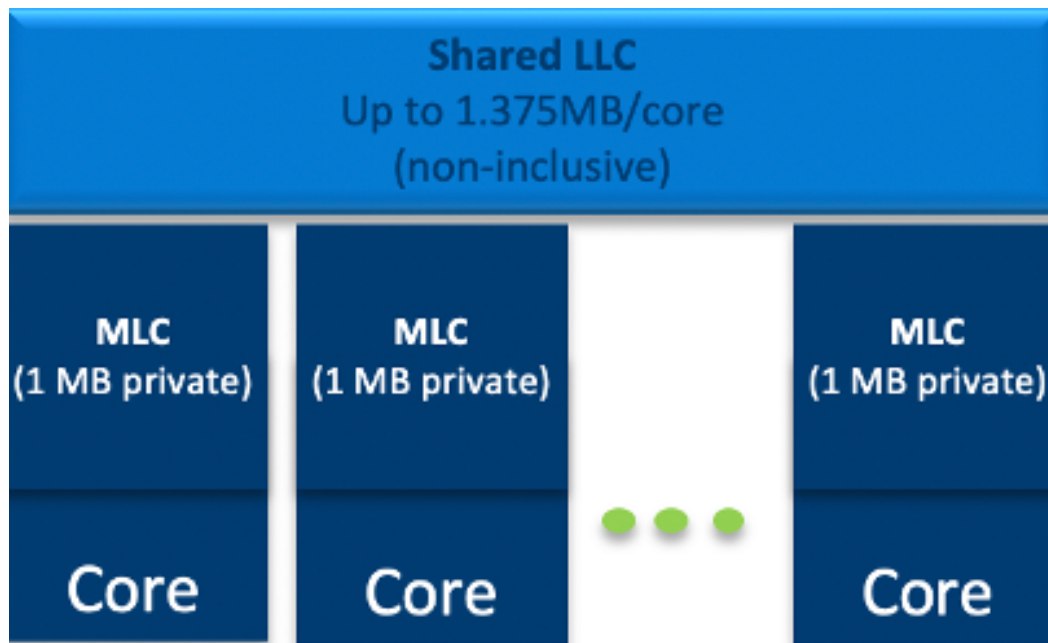 Shared LLC
Up to 1.375MB/core
(non-inclusive)
MLC
(1 MB private)
MLC
(1 MB private)
MLC
(1 MB private)
Core
Core
Core